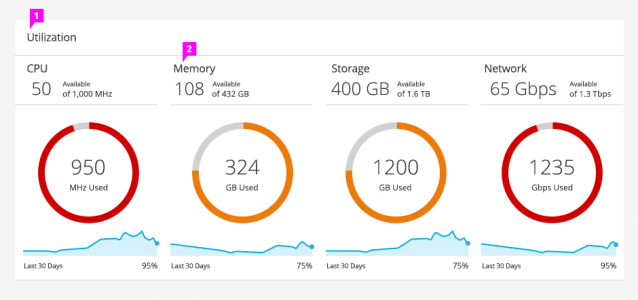 1
Utilization
2
CPU
50 Available of 1,000 MHz
950
MHz Used
Last 30 Days 95%
Memory
108 Available of 432 GB
324
GB Used
Last 30 Days 75%
Storage
400 GB Available of 1.6 TB
1200
GB Used
Last 30 Days 75%
Network
65 Gbps Available of 1.3 Tbps
1235
Gbps Used
Last 30 Days 95%